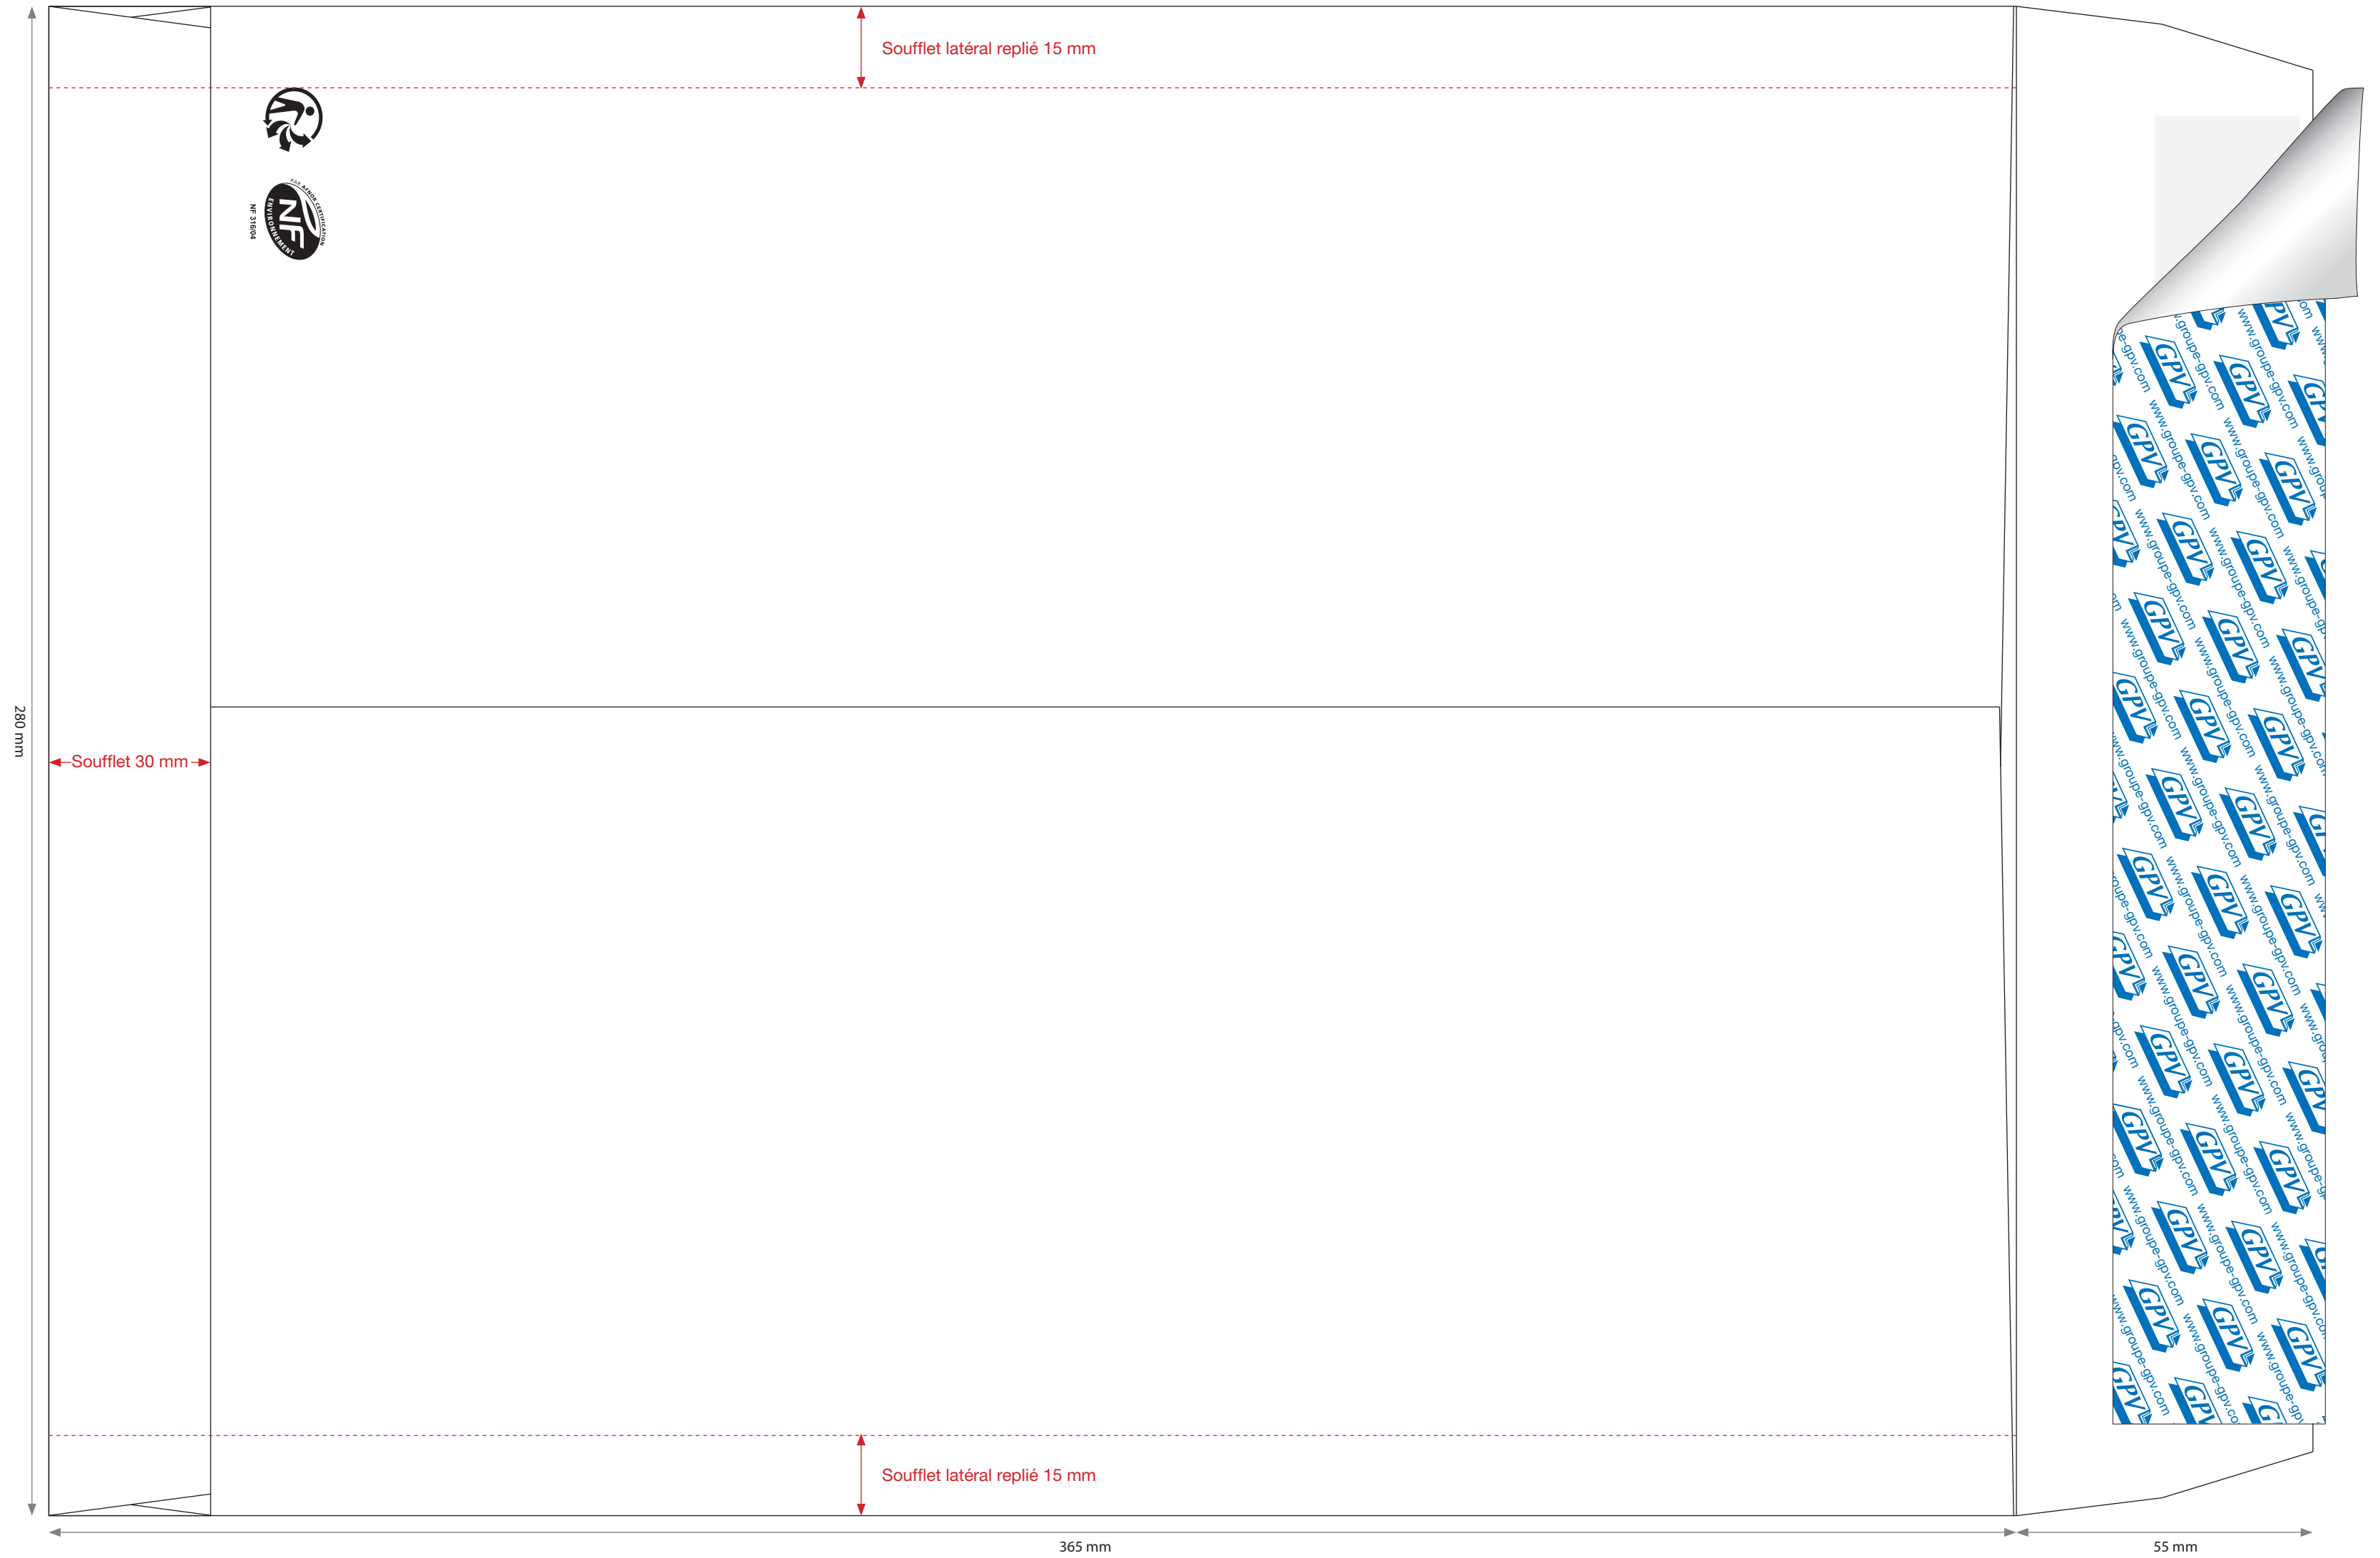 Soufflet latéral replié 15 mm
PAR AFNOR CERTIFICATION
NF
ENVIRONNEMENT
NF 316/04
280 mm
Soufflet 30 mm
GPV
www.groupe-gpv.com
Soufflet latéral replié 15 mm
365 mm
55 mm